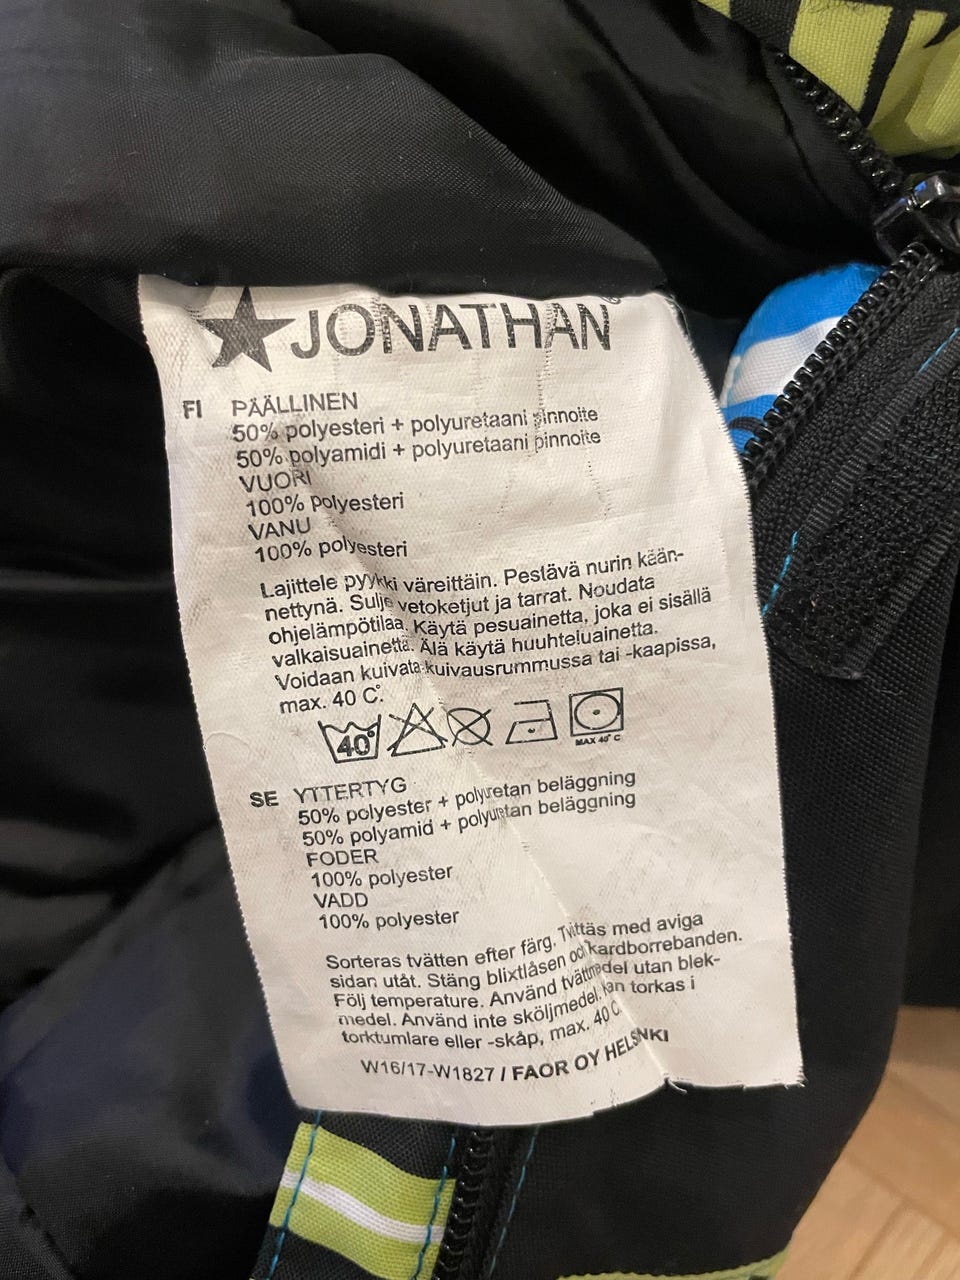 ★JONATHAN®
FI PÄÄLLINEN
50% polyesteri + polyuretaani pinnoite
50% polyamidi + polyuretaani pinnoite
VUORI
100% polyesteri
VANU
100% polyesteri
Lajittele pyykki väreittäin. Pestävä nurin kään-
nettynä. Sulje vetoketjut ja tarrat. Noudata
ohjelämpötilaa. Käytä pesuainetta, joka ei sisällä
valkaisuainetta. Älä käytä huuhteluainetta.
Voidaan kuivata kuivausrummussa tai -kaapissa,
max. 40 C°.
40°
MAX 40° C
SE YTTERTYG
50% polyester + polyuretan beläggning
50% polyamid + polyuretan beläggning
FODER
100% polyester
VADD
100% polyester
Sorteras tvätten efter färg. Tvättäs med aviga
sidan utåt. Stäng blixtlåsen och kardborrebanden.
Följ temperature. Använd tvättmedel utan blek-
medel. Använd inte sköljmedel. kan torkas i
torktumlare eller -skåp, max. 40 C
W16/17-W1827 / FAOR OY HELSINKI